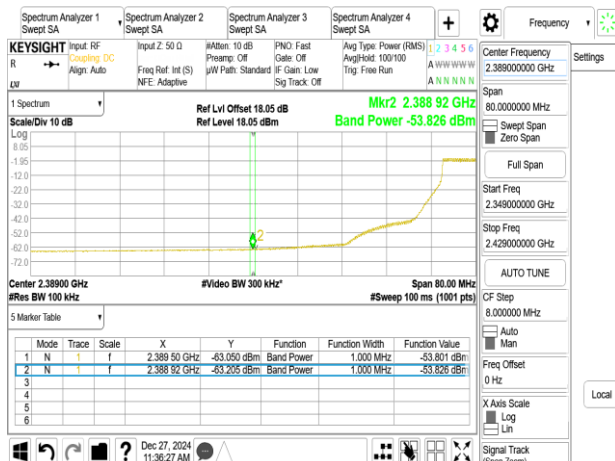 Spectrum Analyzer 1
Swept SA
Spectrum Analyzer 2
Swept SA
Spectrum Analyzer 3
Swept SA
Spectrum Analyzer 4
Swept SA
+
Frequency
KEYSIGHT
R
Input: RF
Coupling: DC
Align: Auto
Input Z: 50 Ω
Freq Ref: Int (S)
NFE: Adaptive
#Atten: 10 dB
Preamp: Off
µW Path: Standard
PNO: Fast
Gate: Off
IF Gain: Low
Sig Track: Off
Avg Type: Power (RMS)
Avg|Hold: 100/100
Trig: Free Run
1 2 3 4 5 6
A W W W W W
A N N N N N
1 Spectrum
Scale/Div 10 dB
Ref Lvl Offset 18.05 dB
Ref Level 18.05 dBm
Mkr2 2.388 92 GHz
Band Power -53.826 dBm
Log
8.05
-1.95
-12.0
-22.0
-32.0
-42.0
-52.0
-62.0
-72.0
2
Center 2.38900 GHz
#Res BW 100 kHz
#Video BW 300 kHz*
Span 80.00 MHz
#Sweep 100 ms (1001 pts)
5 Marker Table
Mode Trace Scale X Y Function Function Width Function Value
1 N 1 f 2.389 50 GHz -63.050 dBm Band Power 1.000 MHz -53.801 dBm
2 N 1 f 2.388 92 GHz -63.205 dBm Band Power 1.000 MHz -53.826 dBm
3
4
5
6
Dec 27, 2024
11:36:27 AM
Center Frequency
2.389000000 GHz
Span
80.0000000 MHz
Swept Span
Zero Span
Full Span
Start Freq
2.349000000 GHz
Stop Freq
2.429000000 GHz
AUTO TUNE
CF Step
8.000000 MHz
Auto
Man
Freq Offset
0 Hz
X Axis Scale
Log
Lin
Signal Track
(Span Zoom)
Settings
Local